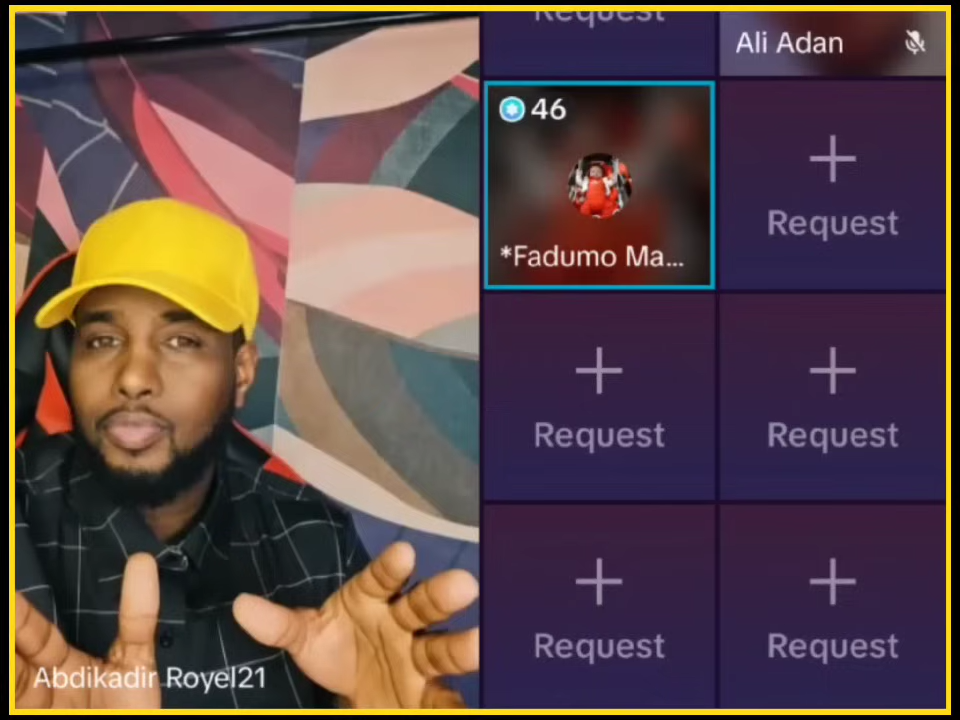 Request
Ali Adan
46
*Fadumo Ma...
Request
Request
Request
Abdikadir Royel21
Request
Request